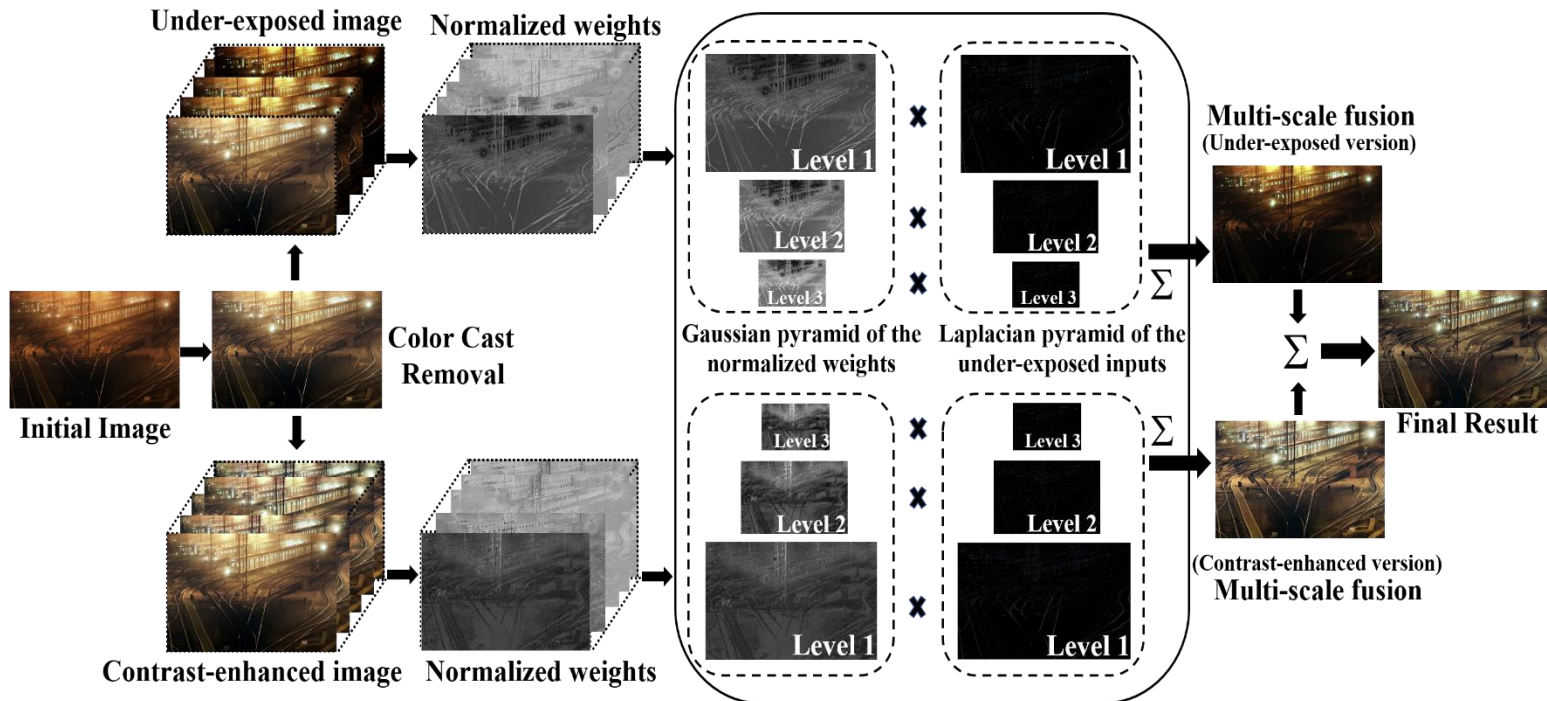 Under-exposed image
Normalized weights
Level 1
×
Level 1
Level 2
×
Level 2
Level 3
×
Level 3
Σ
Gaussian pyramid of the
normalized weights
Laplacian pyramid of the
under-exposed inputs
Multi-scale fusion
(Under-exposed version)
Initial Image
Color Cast
Removal
Σ
Final Result
Level 3
×
Level 3
Σ
Level 2
×
Level 2
Level 1
×
Level 1
(Contrast-enhanced version)
Multi-scale fusion
Contrast-enhanced image
Normalized weights